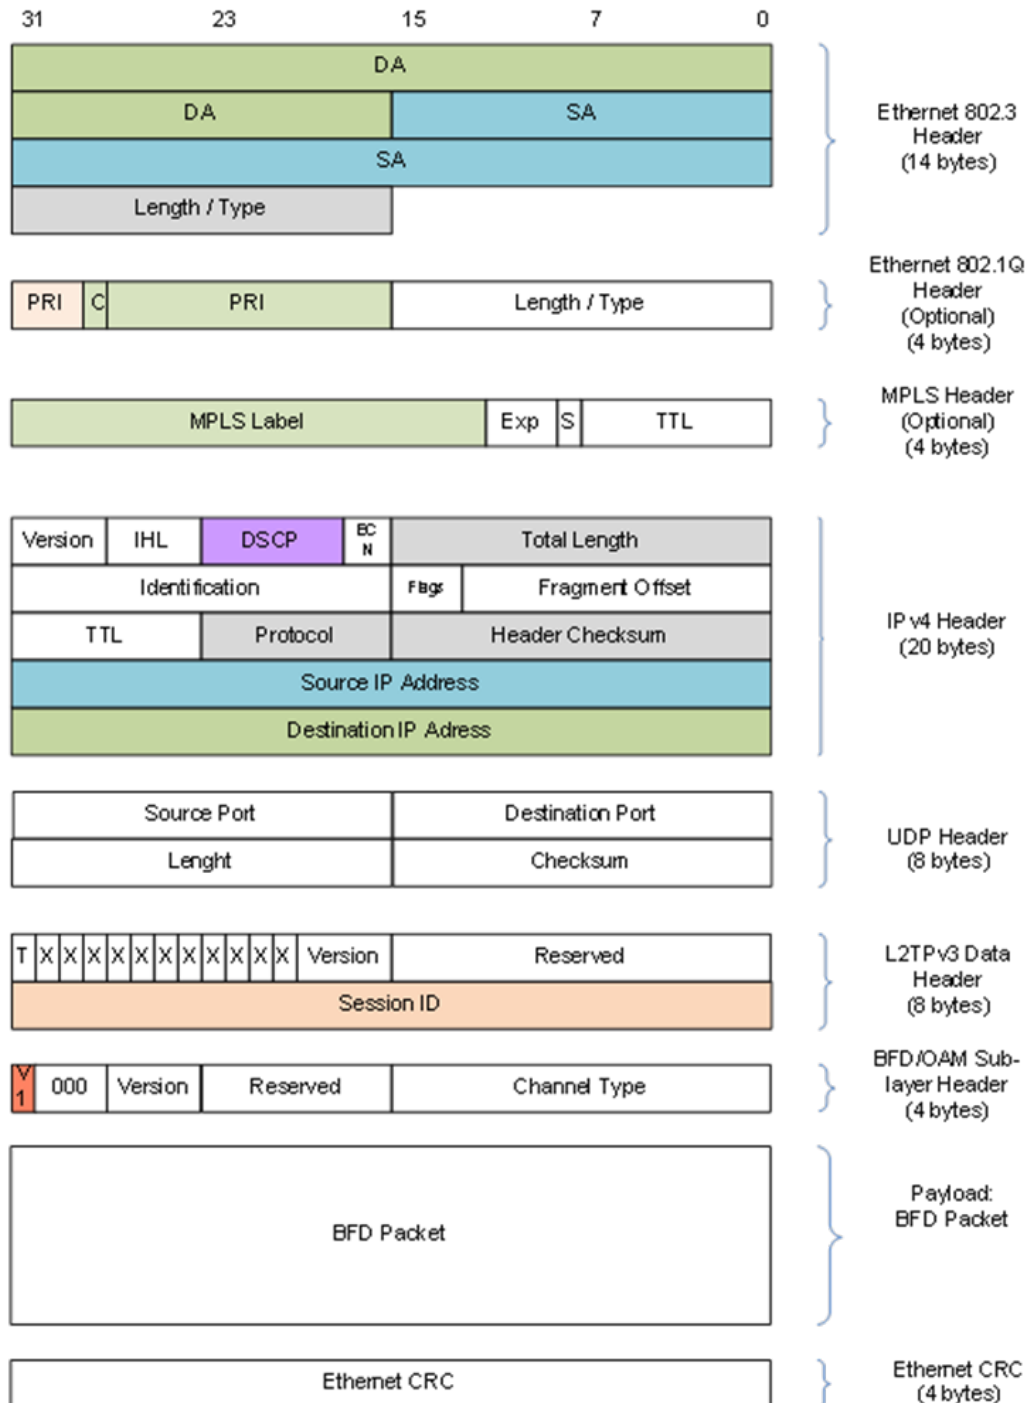 31 23 15 7 0
DA
DA SA
SA
Length / Type
Ethernet 802.3
Header
(14 bytes)
PRI C PRI Length / Type
Ethernet 802.1Q
Header
(Optional)
(4 bytes)
MPLS Label Exp S TTL
MPLS Header
(Optional)
(4 bytes)
Version IHL DSCP EC
N Total Length
Identification Flags Fragment Offset
TTL Protocol Header Checksum
Source IP Address
Destination IP Adress
IPv4 Header
(20 bytes)
Source Port Destination Port
Lenght Checksum
UDP Header
(8 bytes)
T X X X X X X X X X X X Version Reserved
Session ID
L2TPv3 Data
Header
(8 bytes)
V
1 000 Version Reserved Channel Type
BFD/OAM Sub-
layer Header
(4 bytes)
BFD Packet
Payload:
BFD Packet
Ethernet CRC
Ethernet CRC
(4 bytes)